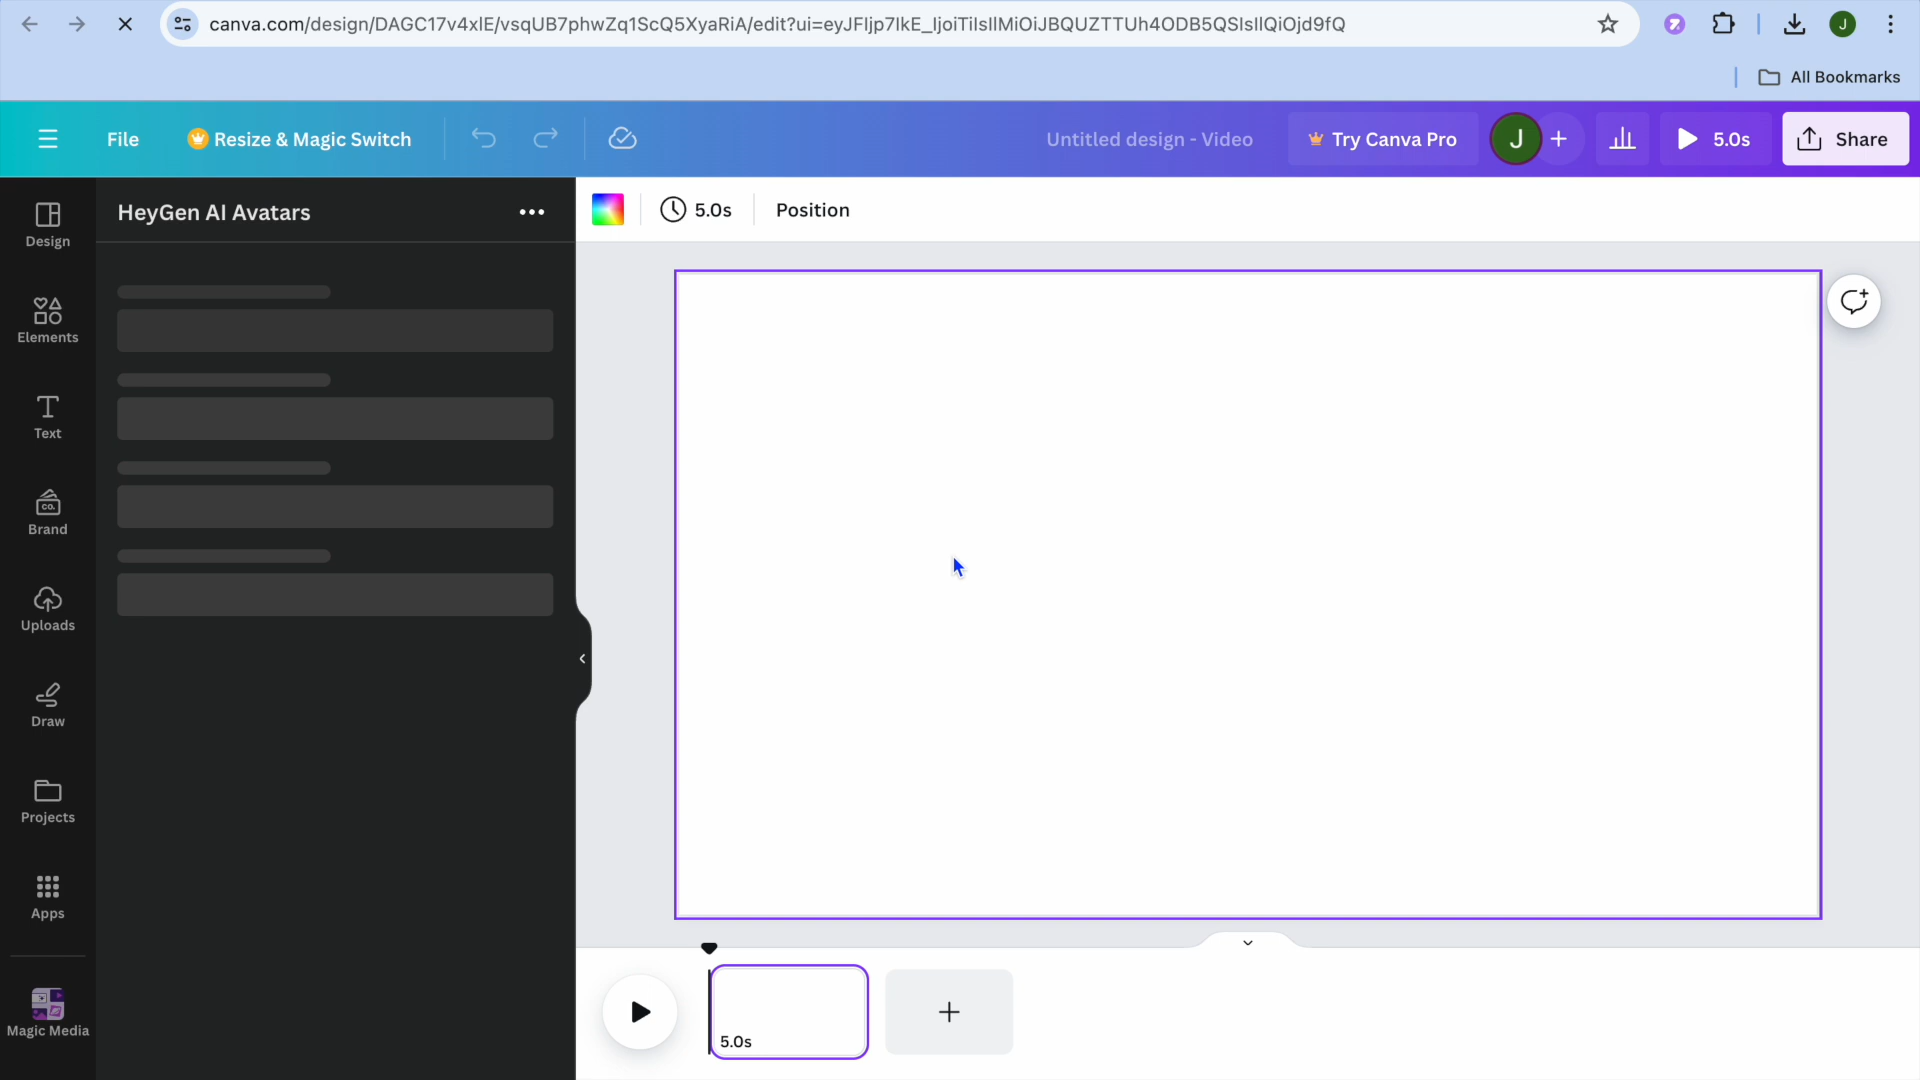 canva.com/design/DAGC17v4xlE/vsqUB7phwZq1ScQ5XyaRiA/edit?ui=eyJFIjp7IkE_IjoiTiIsIlMiOiJBQUZTTUh4ODB5QSIsIlQiOjd9fQ
J
All Bookmarks
File
Resize & Magic Switch
Untitled design - Video
Try Canva Pro
J
5.0s
Share
Design
Elements
Text
CO.
Brand
Uploads
Draw
Projects
Apps
Magic Media
HeyGen AI Avatars
5.0s
Position
5.0s